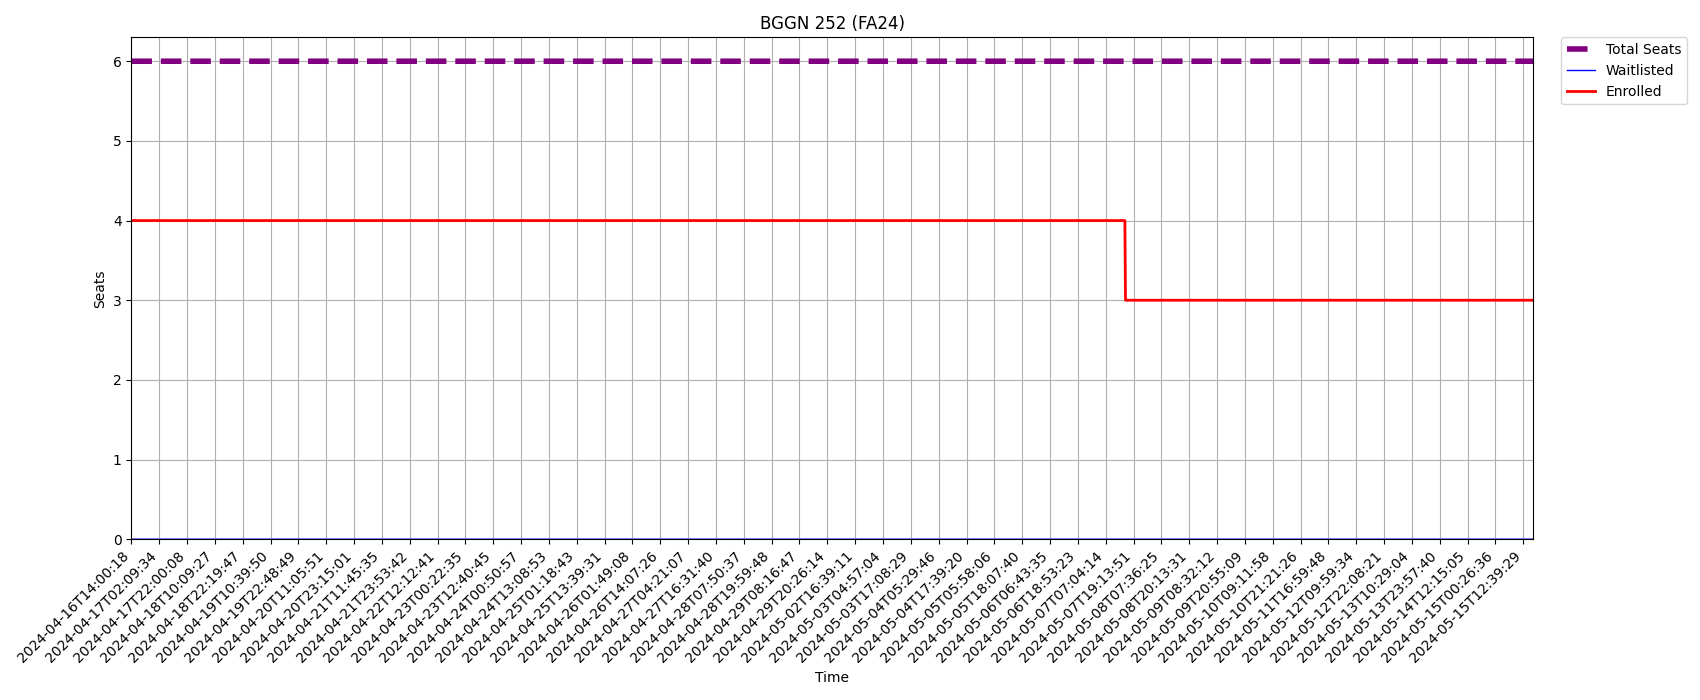 BGGN 252 (FA24)
Total Seats
Waitlisted
Enrolled
Seats
6
5
4
3
2
1
0
2024-04-16T14:00:18
2024-04-17T02:09:34
2024-04-17T22:00:08
2024-04-18T10:09:27
2024-04-18T22:19:47
2024-04-19T10:39:50
2024-04-19T22:48:49
2024-04-20T11:05:51
2024-04-20T23:15:01
2024-04-21T11:45:35
2024-04-21T23:53:42
2024-04-22T12:12:41
2024-04-23T00:22:35
2024-04-23T12:40:45
2024-04-24T00:50:57
2024-04-24T13:08:53
2024-04-25T01:18:43
2024-04-25T13:39:31
2024-04-26T01:49:08
2024-04-26T14:07:26
2024-04-27T04:21:07
2024-04-27T16:31:40
2024-04-28T07:50:37
2024-04-28T19:59:48
2024-04-29T08:16:47
2024-04-29T20:26:14
2024-05-02T16:39:11
2024-05-03T04:57:04
2024-05-03T17:08:29
2024-05-04T05:29:46
2024-05-04T17:39:20
2024-05-05T05:58:06
2024-05-05T18:07:40
2024-05-06T06:43:35
2024-05-06T18:53:23
2024-05-07T07:04:14
2024-05-07T19:13:51
2024-05-08T07:36:25
2024-05-08T20:13:31
2024-05-09T08:32:12
2024-05-09T20:55:09
2024-05-10T09:11:58
2024-05-10T21:21:26
2024-05-11T16:59:48
2024-05-12T09:59:34
2024-05-12T22:08:21
2024-05-13T10:29:04
2024-05-13T23:57:40
2024-05-14T12:15:05
2024-05-15T00:26:36
2024-05-15T12:39:29
Time